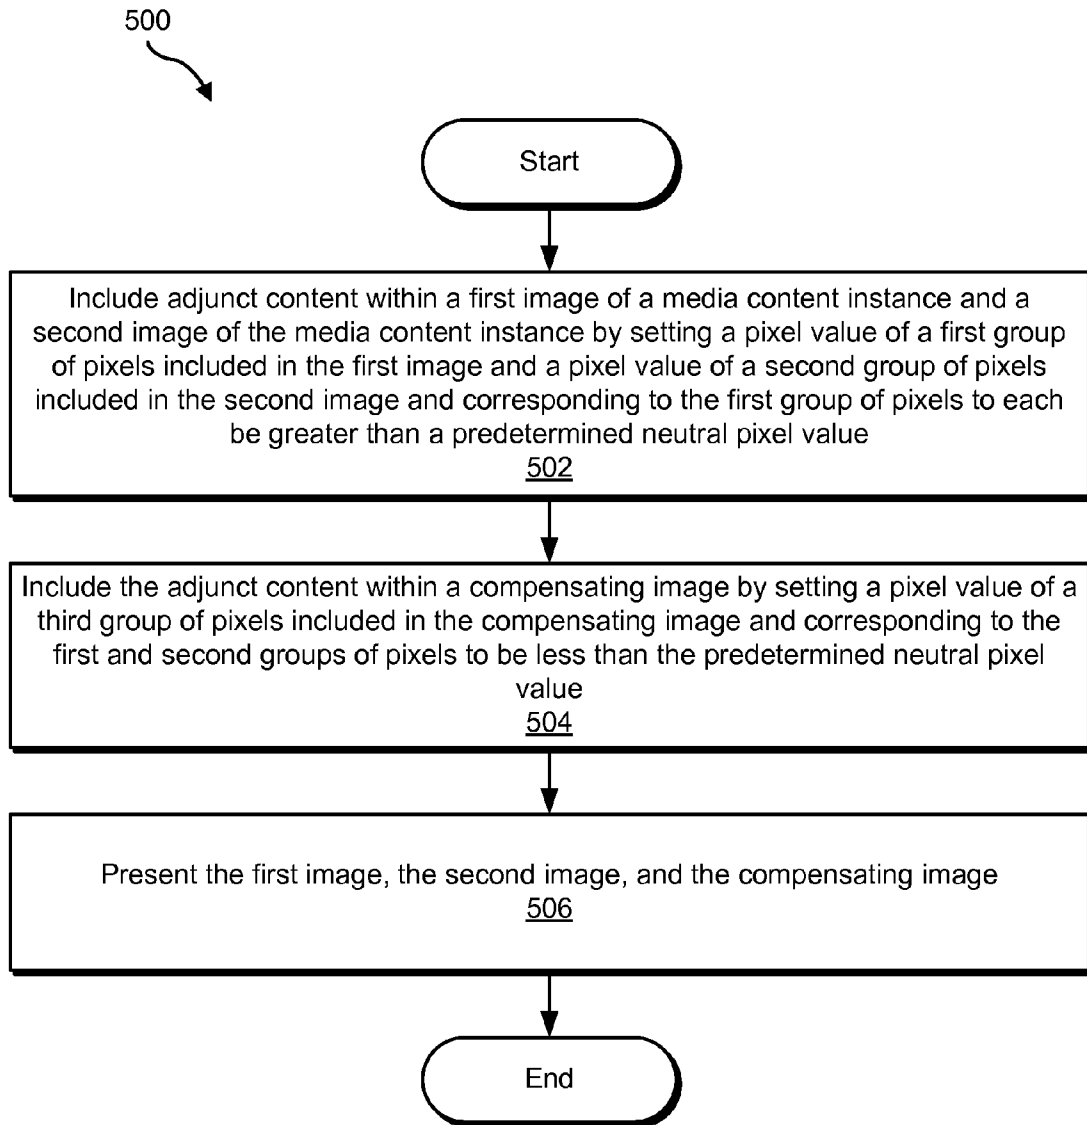 500
Start
Include adjunct content within a first image of a media content instance and a
second image of the media content instance by setting a pixel value of a first group
of pixels included in the first image and a pixel value of a second group of pixels
included in the second image and corresponding to the first group of pixels to each
be greater than a predetermined neutral pixel value
502
Include the adjunct content within a compensating image by setting a pixel value of a
third group of pixels included in the compensating image and corresponding to the
first and second groups of pixels to be less than the predetermined neutral pixel
value
504
Present the first image, the second image, and the compensating image
506
End